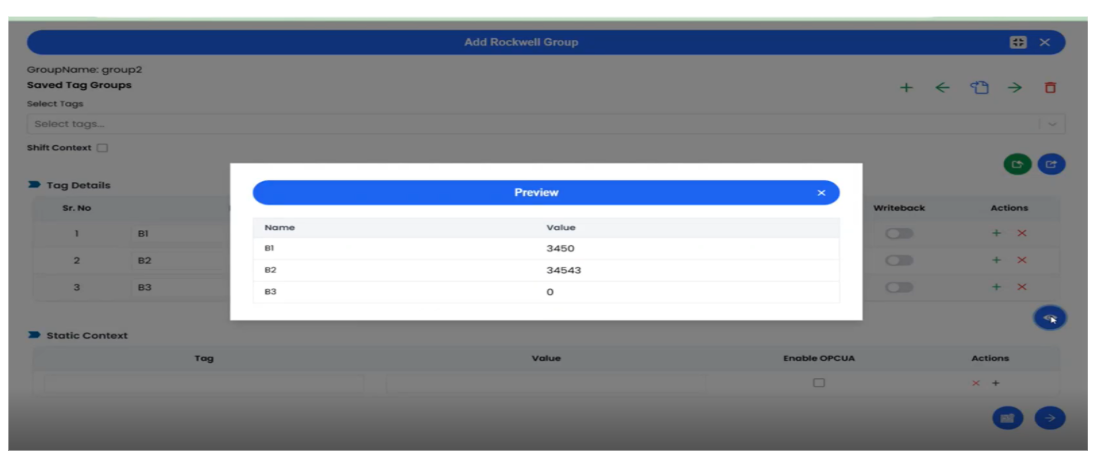 Add Rockwell Group
GroupName: group2
Saved Tag Groups
Select Tags
Select tags...
Shift Context
Tag Details
Sr. No
Writeback Actions
1 B1
2 B2
3 B3
Preview
Name Value
B1 3450
B2 34543
B3 0
Static Context
Tag Value Enable OPCUA Actions